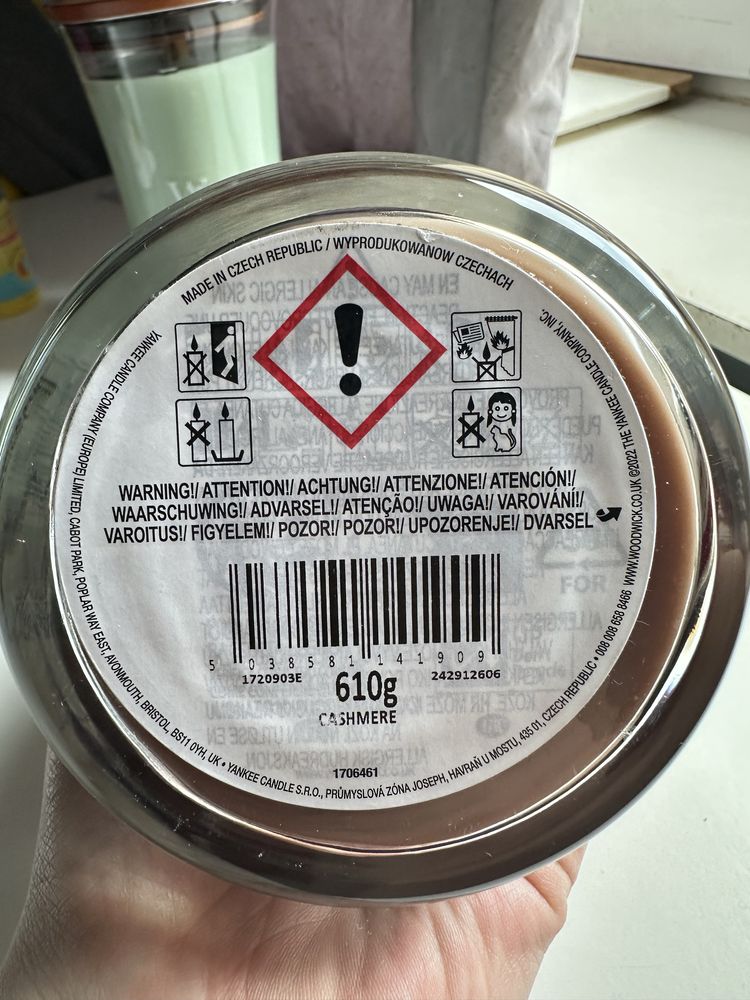 MADE IN CZECH REPUBLIC / WYPRODUKOWANOW CZECHACH
WARNING!/ ATTENTION!/ ACHTUNG!/ ATTENZIONE!/ ATENCIÓN!/
WAARSCHUWING!/ ADVARSEL!/ ATENÇÃO!/ UWAGA!/ VAROVÁNÍ!/
VAROITUS!/ FIGYELEM!/ POZOR!/ POZOR!/ UPOZORENJE!/ DVARSEL
5 038581 141909
1720903E
242912606
610g
CASHMERE
1706461
YANKEE CANDLE COMPANY (EUROPE) LIMITED, CABOT PARK, POPLAR WAY EAST, AVONMOUTH, BRISTOL, BS11 0YH, UK • YANKEE CANDLE S.R.O., PRŮMYSLOVÁ ZÓNA JOSEPH, HAVRAŇ U MOSTU, 435 01, CZECH REPUBLIC • 008 008 658 8466 WWW.WOODWICK.CO.UK ©2022 THE YANKEE CANDLE COMPANY, INC.